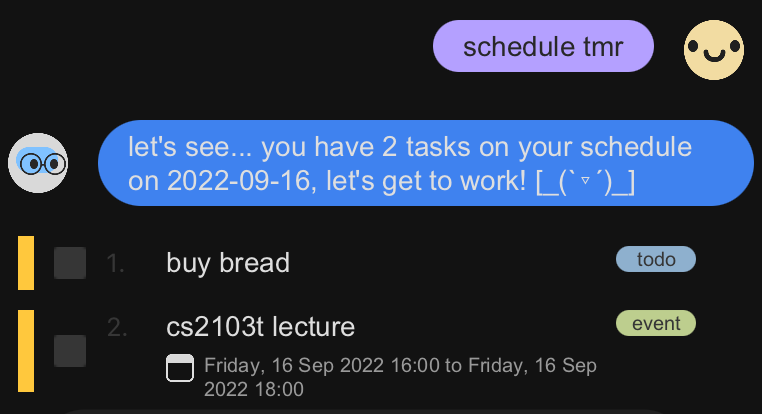 schedule tmr
let's see... you have 2 tasks on your schedule
on 2022-09-16, let's get to work! [_(`▿´)_]
1. buy bread todo
2. cs2103t lecture event
Friday, 16 Sep 2022 16:00 to Friday, 16 Sep
2022 18:00